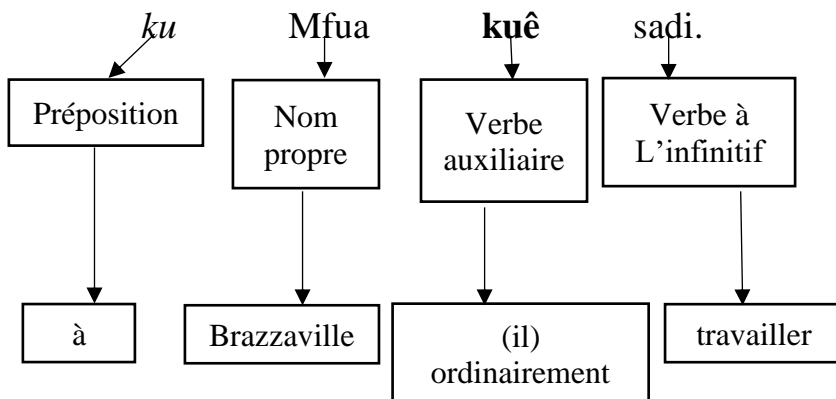 ku Mfua kuê sadi.
Préposition
Nom
propre
Verbe
auxiliaire
Verbe à
L’infinitif
à
Brazzaville
(il)
ordinairement
travailler